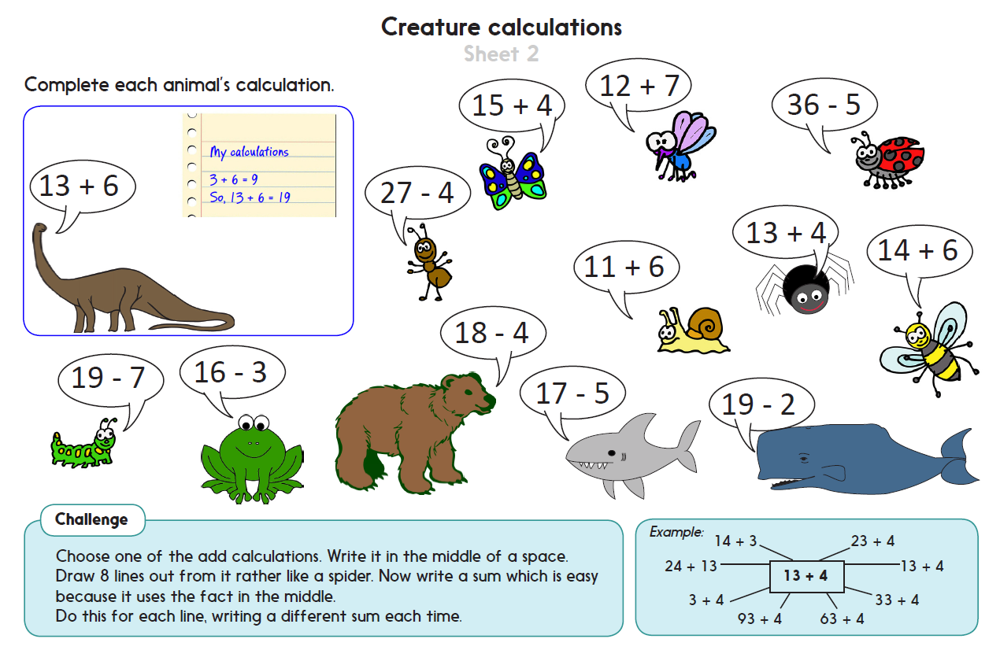 Creature calculations
Sheet 2
Complete each animal's calculation.
13 + 6
My calculations
3 + 6 = 9
So, 13 + 6 = 19
15 + 4
12 + 7
36 - 5
27 - 4
13 + 4
14 + 6
11 + 6
18 - 4
19 - 7
16 - 3
17 - 5
19 - 2
Challenge
Choose one of the add calculations. Write it in the middle of a space.
Draw 8 lines out from it rather like a spider. Now write a sum which is easy
because it uses the fact in the middle.
Do this for each line, writing a different sum each time.
Example:
14 + 3
23 + 4
24 + 13
13 + 4
13 + 4
3 + 4
33 + 4
93 + 4
63 + 4